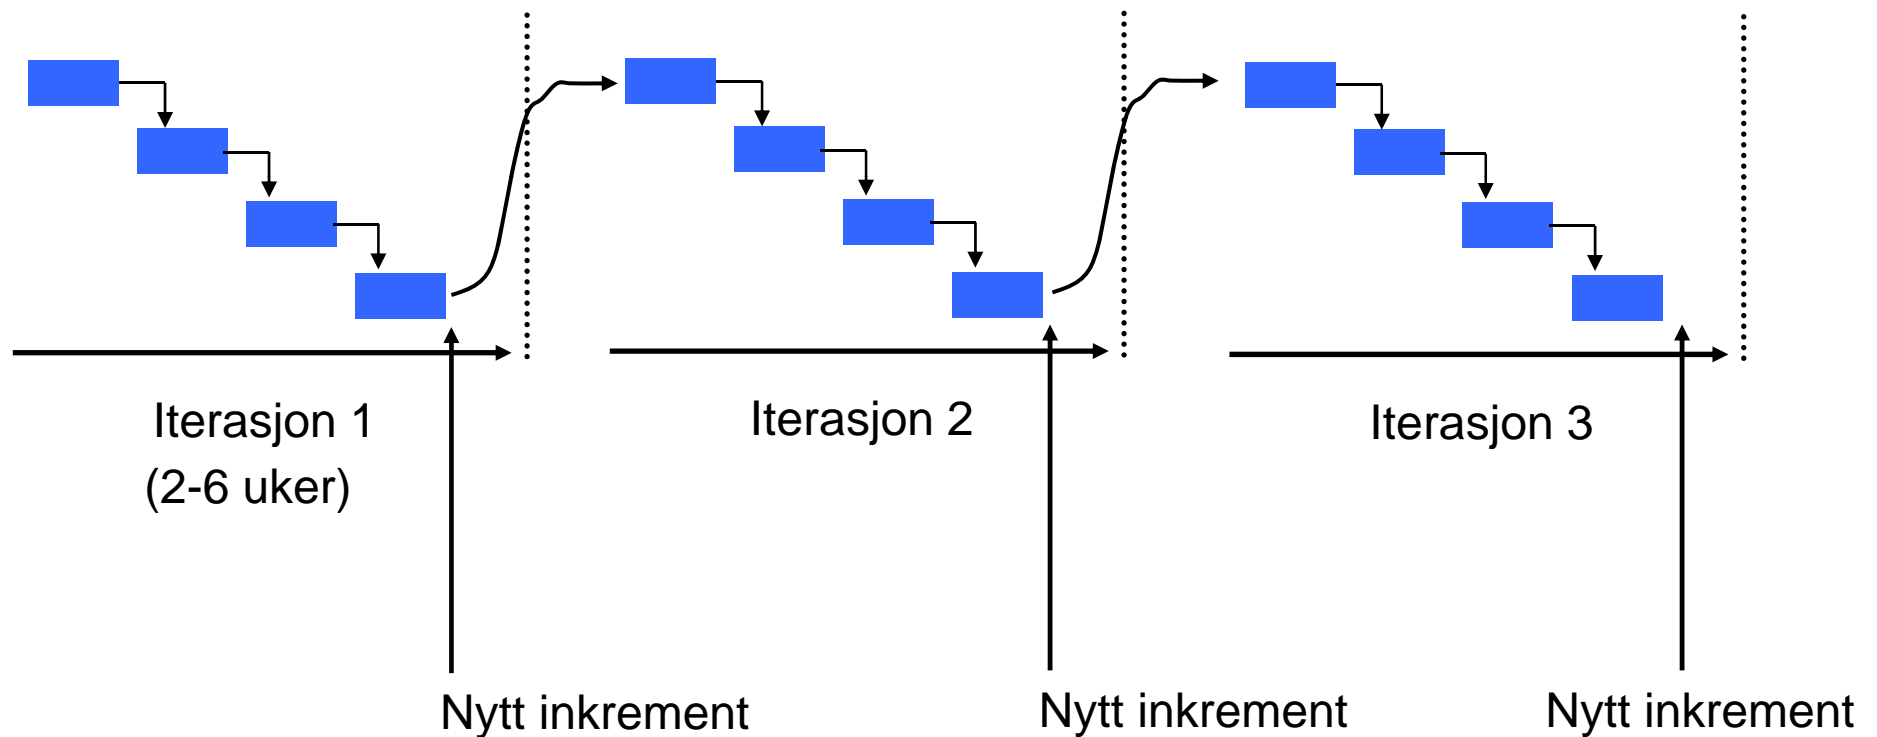 Iterasjon 1
(2-6 uker)
Iterasjon 2
Iterasjon 3
Nytt inkrement
Nytt inkrement
Nytt inkrement